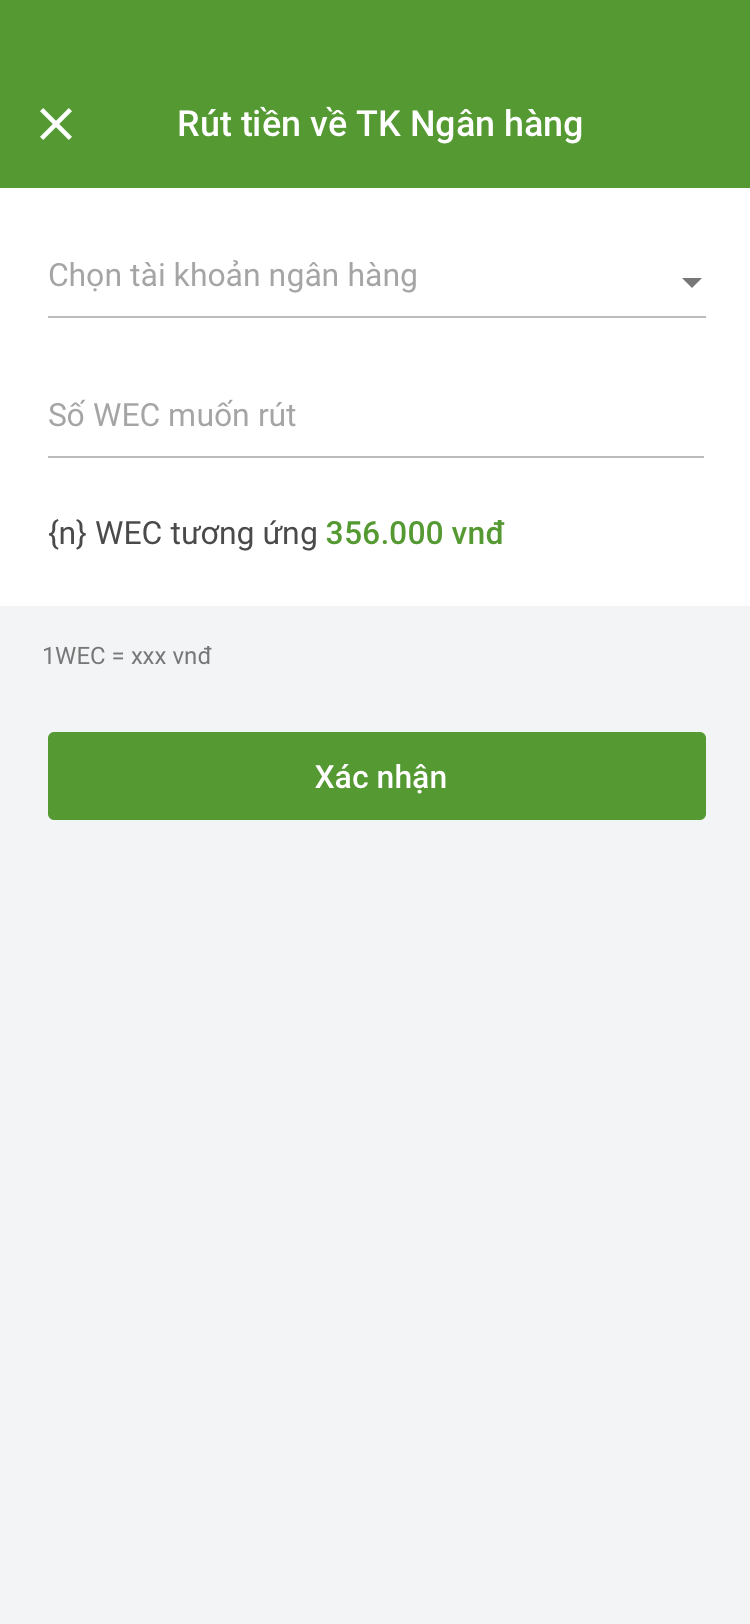 Rút tiền về TK Ngân hàng
Chọn tài khoản ngân hàng
Số WEC muốn rút
{n} WEC tương ứng 356.000 vnđ
1WEC = xxx vnđ
Xác nhận